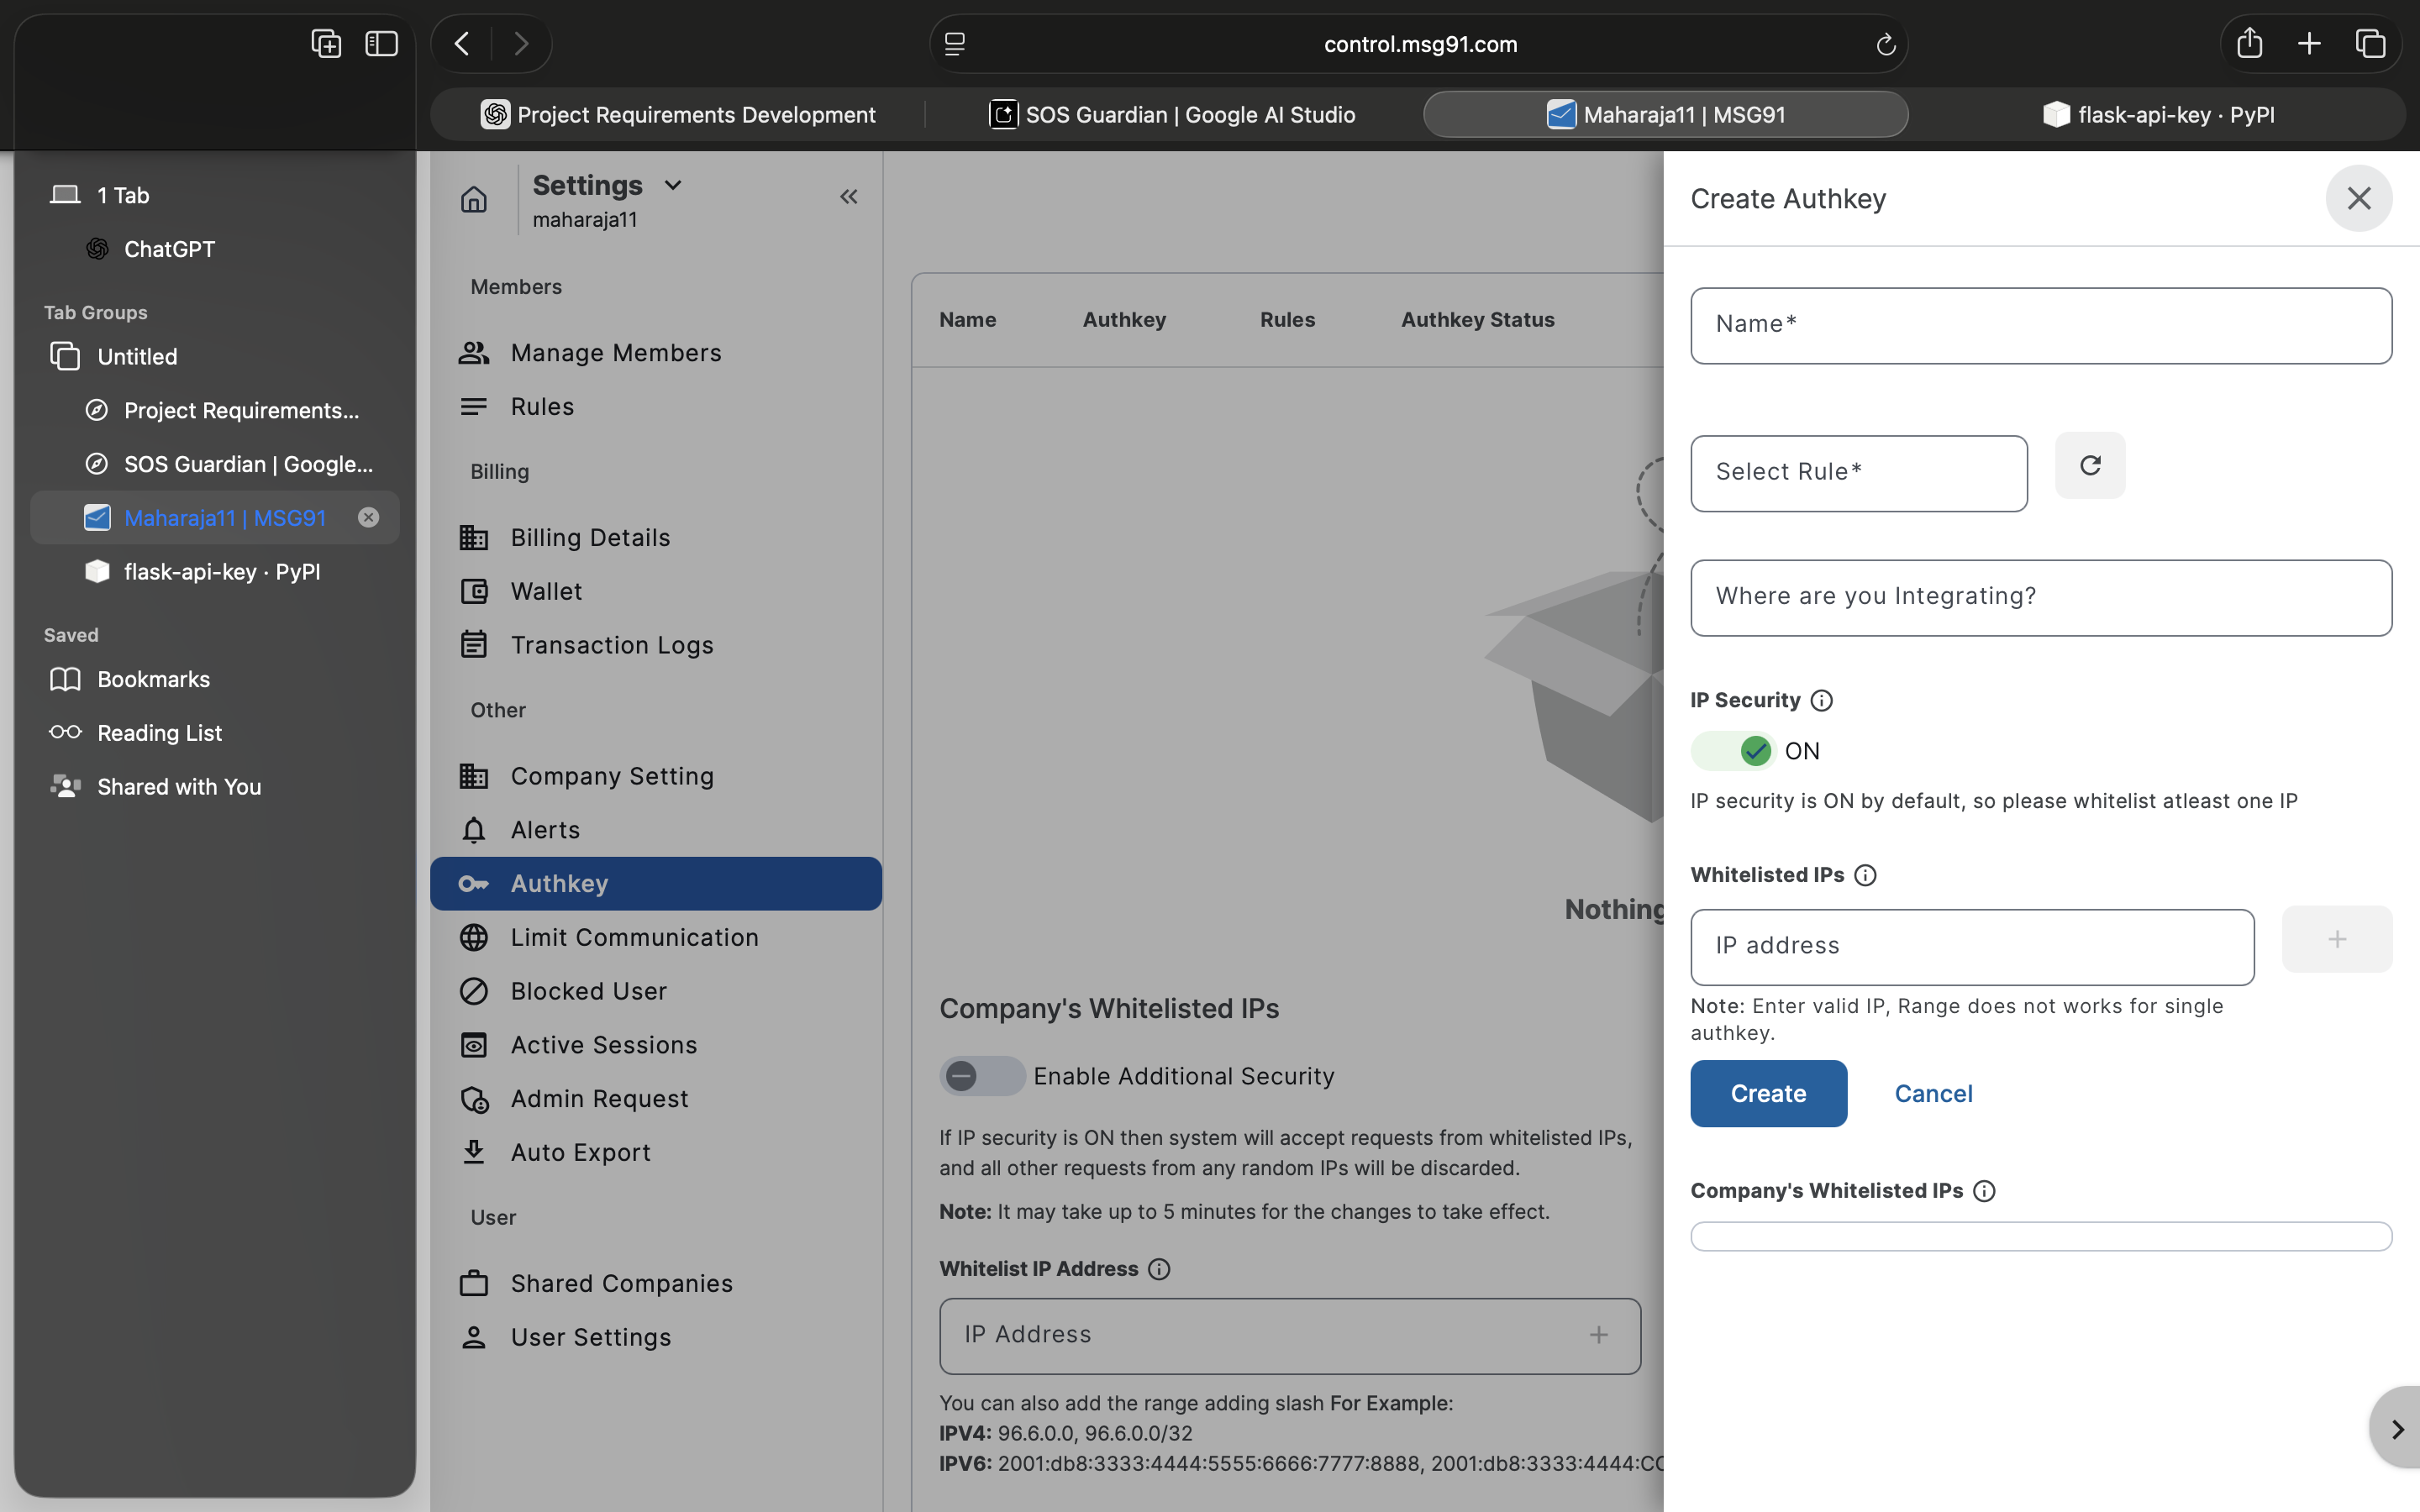 control.msg91.com
Project Requirements Development
SOS Guardian | Google AI Studio
Maharaja11 | MSG91
flask-api-key · PyPI
1 Tab
ChatGPT
Tab Groups
Untitled
Project Requirements...
SOS Guardian | Google...
Maharaja11 | MSG91
flask-api-key · PyPI
Saved
Bookmarks
Reading List
Shared with You
Settings
maharaja11
Members
Manage Members
Rules
Billing
Billing Details
Wallet
Transaction Logs
Other
Company Setting
Alerts
Authkey
Limit Communication
Blocked User
Active Sessions
Admin Request
Auto Export
User
Shared Companies
User Settings
Name Authkey Rules Authkey Status
Nothing
Company's Whitelisted IPs
Enable Additional Security
If IP security is ON then system will accept requests from whitelisted IPs,
and all other requests from any random IPs will be discarded.
Note: It may take up to 5 minutes for the changes to take effect.
Whitelist IP Address
IP Address
You can also add the range adding slash For Example:
IPV4: 96.6.0.0, 96.6.0.0/32
IPV6: 2001:db8:3333:4444:5555:6666:7777:8888, 2001:db8:3333:4444:CC
Create Authkey
Name*
Select Rule*
Where are you Integrating?
IP Security
ON
IP security is ON by default, so please whitelist atleast one IP
Whitelisted IPs
IP address
Note: Enter valid IP, Range does not works for single
authkey.
Create Cancel
Company's Whitelisted IPs